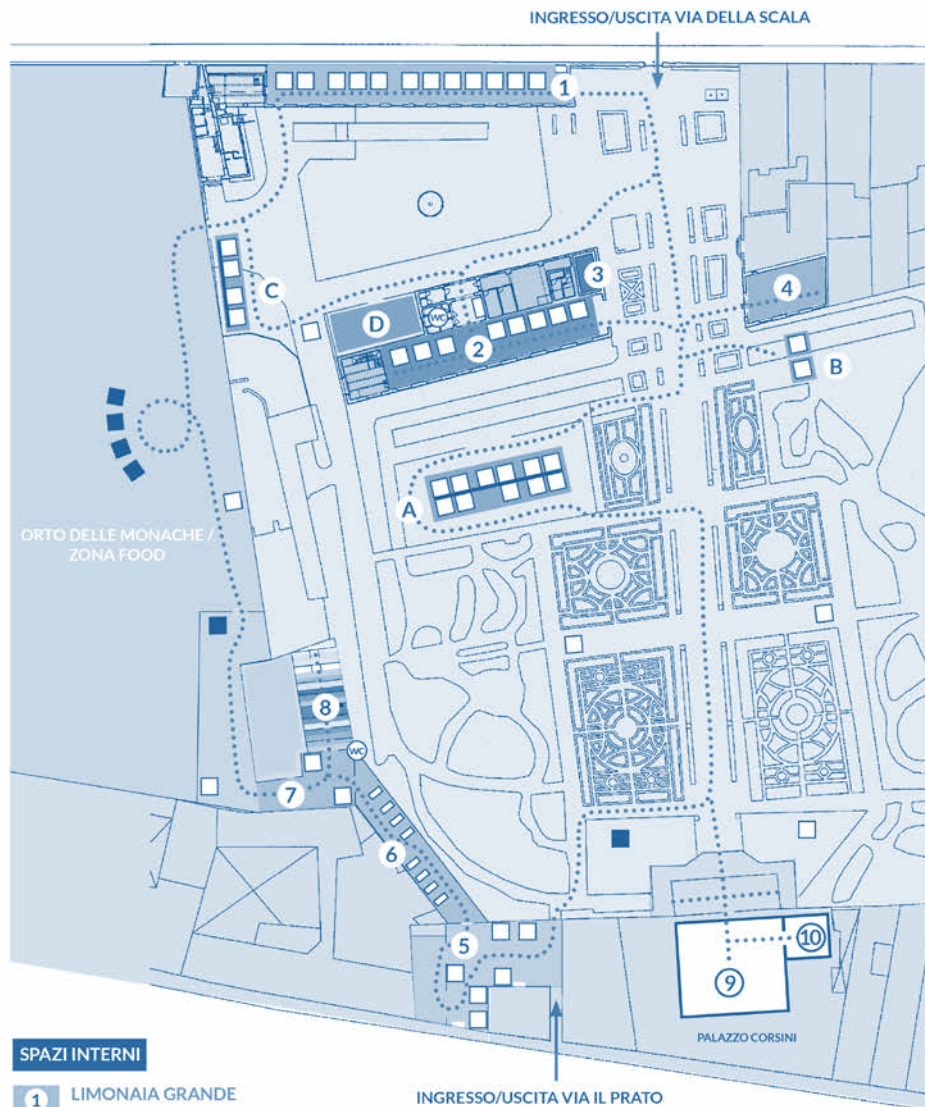 INGRESSO/USCITA VIA DELLA SCALA
1
C
3
4
D
WC
2
B
A
ORTO DELLE MONACHE /
ZONA FOOD
8
WC
7
6
5
10
9
PALAZZO CORSINI
SPAZI INTERNI
1 LIMONAIA GRANDE
INGRESSO/USCITA VIA IL PRATO